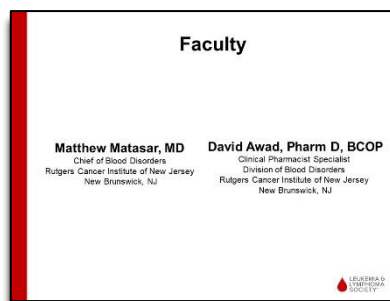 Faculty
Matthew Matasar, MD
Chief of Blood Disorders
Rutgers Cancer Institute of New Jersey
New Brunswick, NJ
David Awad, Pharm D, BCOP
Clinical Pharmacist Specialist
Division of Blood Disorders
Rutgers Cancer Institute of New Jersey
New Brunswick, NJ
LEUKEMIA &
LYMPHOMA
SOCIETY